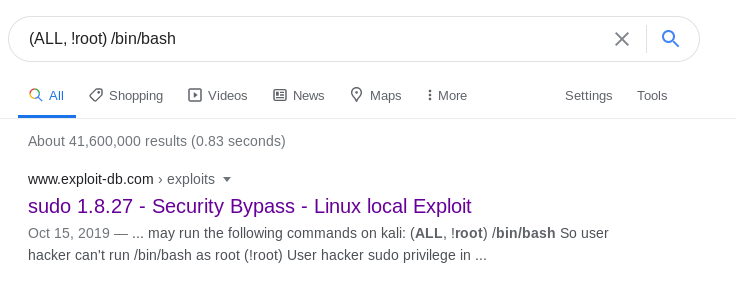 (ALL, !root) /bin/bash
All Shopping Videos News Maps More Settings Tools
About 41,600,000 results (0.83 seconds)
www.exploit-db.com › exploits
sudo 1.8.27 - Security Bypass - Linux local Exploit
Oct 15, 2019 — ... may run the following commands on kali: (ALL, !root) /bin/bash So user
hacker can't run /bin/bash as root (!root) User hacker sudo privilege in ...